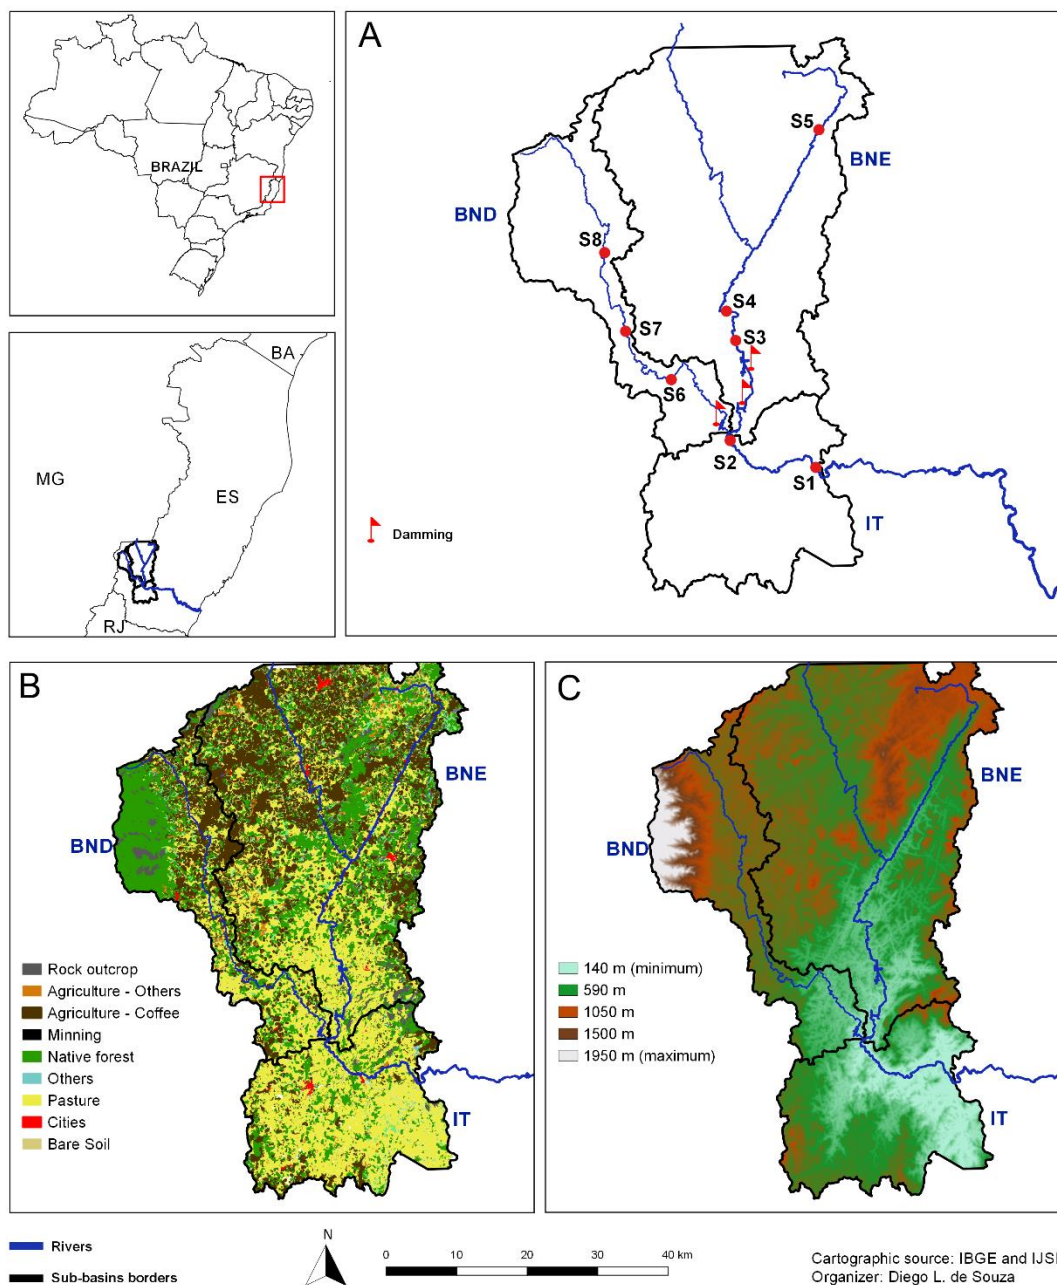 BRAZIL
BA
MG
ES
RJ
A
S5
BNE
BND
S8
S4
S7
S3
S6
S2
S1
IT
Damming
B
BNE
BND
Rock outcrop
Agriculture - Others
Agriculture - Coffee
Minning
Native forest
Others
Pasture
Cities
Bare Soil
IT
C
BNE
BND
140 m (minimum)
590 m
1050 m
1500 m
1950 m (maximum)
IT
Rivers
Sub-basins borders
N
0 10 20 30 40 km
Cartographic source: IBGE and IJS
Organizer: Diego L. de Souza